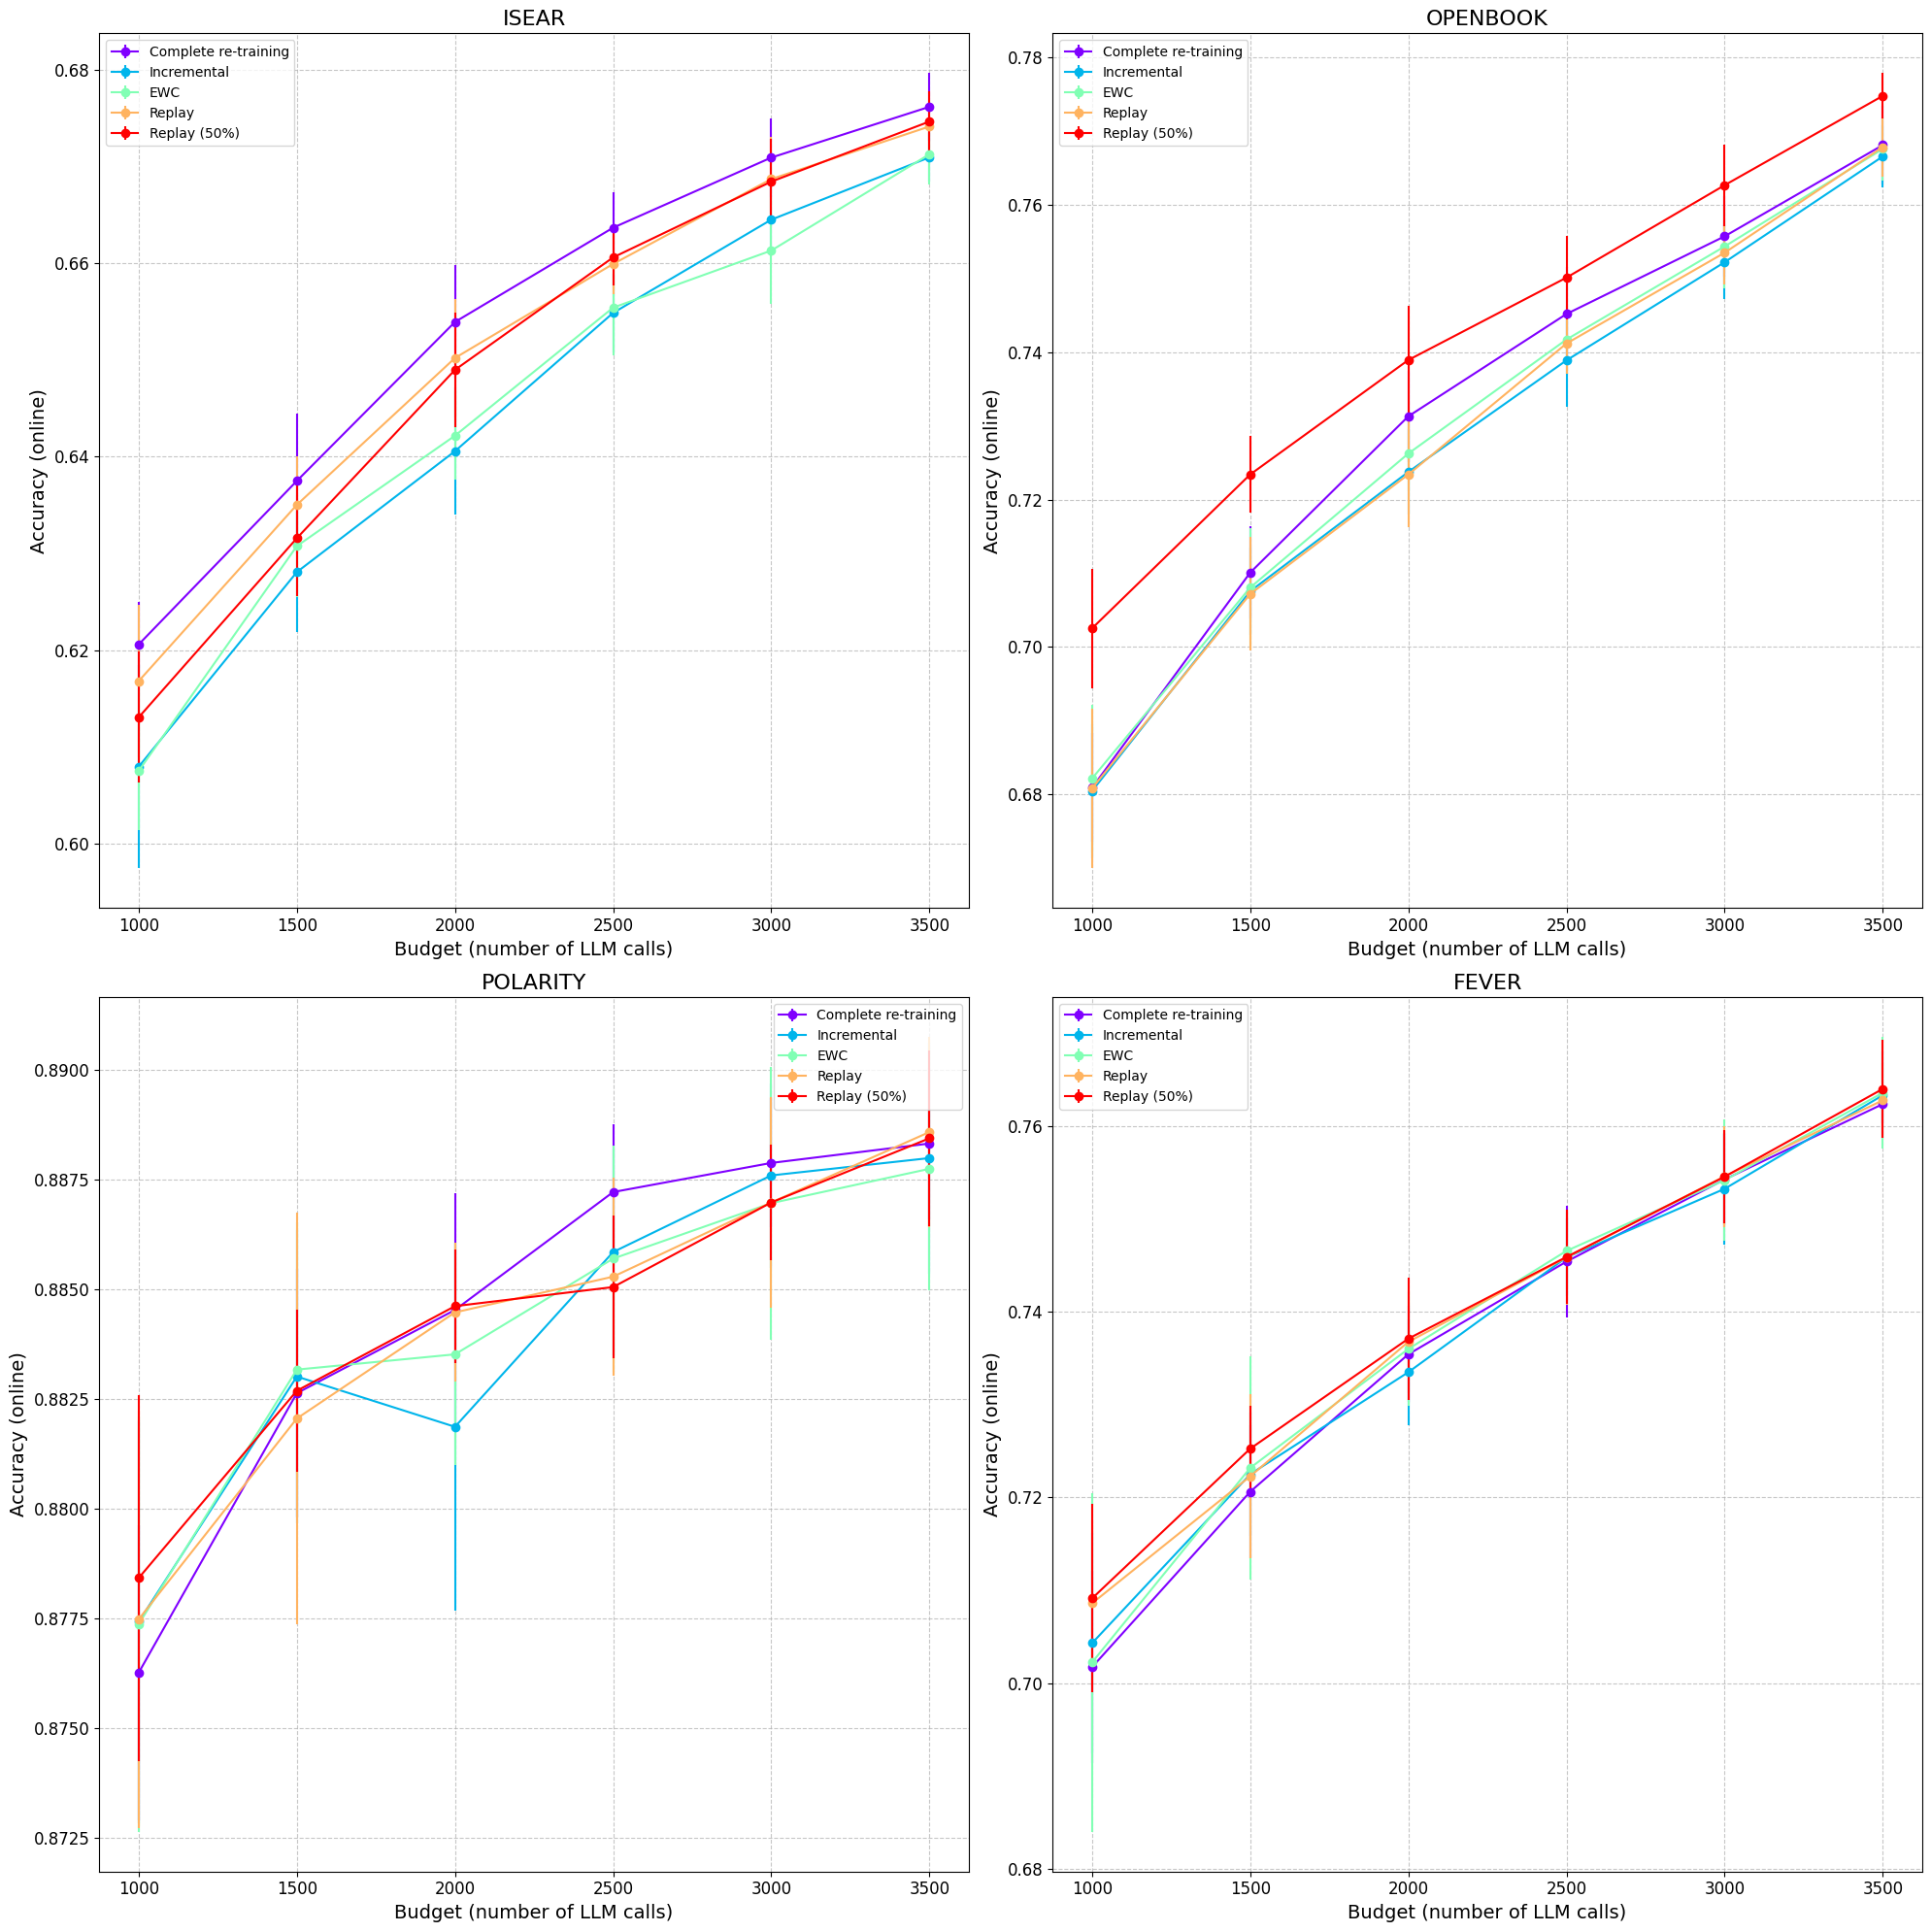 ISEAR
Complete re-training
Incremental
EWC
Replay
Replay (50%)
0.68
0.66
0.64
0.62
0.60
Accuracy (online)
1000 1500 2000 2500 3000 3500
Budget (number of LLM calls)
OPENBOOK
Complete re-training
Incremental
EWC
Replay
Replay (50%)
0.78
0.76
0.74
0.72
0.70
0.68
Accuracy (online)
1000 1500 2000 2500 3000 3500
Budget (number of LLM calls)
POLARITY
Complete re-training
Incremental
EWC
Replay
Replay (50%)
0.8900
0.8875
0.8850
0.8825
0.8800
0.8775
0.8750
0.8725
Accuracy (online)
1000 1500 2000 2500 3000 3500
Budget (number of LLM calls)
FEVER
Complete re-training
Incremental
EWC
Replay
Replay (50%)
0.76
0.74
0.72
0.70
0.68
Accuracy (online)
1000 1500 2000 2500 3000 3500
Budget (number of LLM calls)